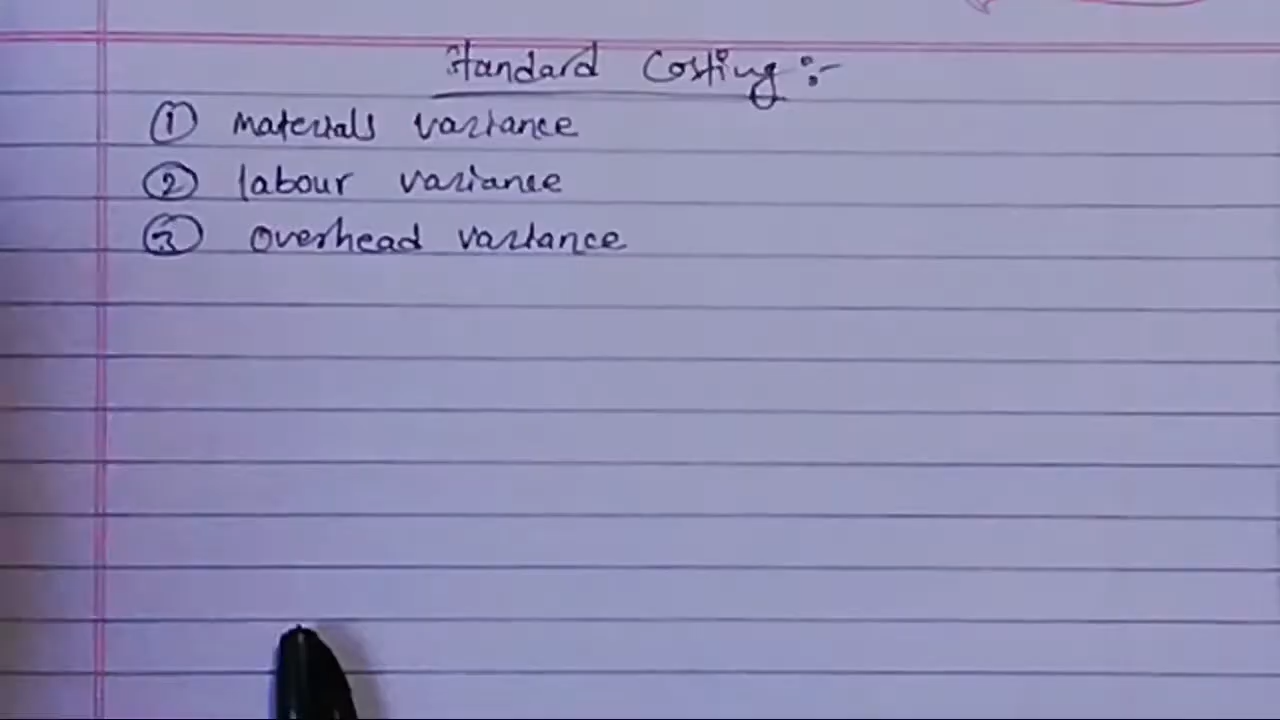 Standard Costing :-
① materials variance
② labour variance
③ overhead variance